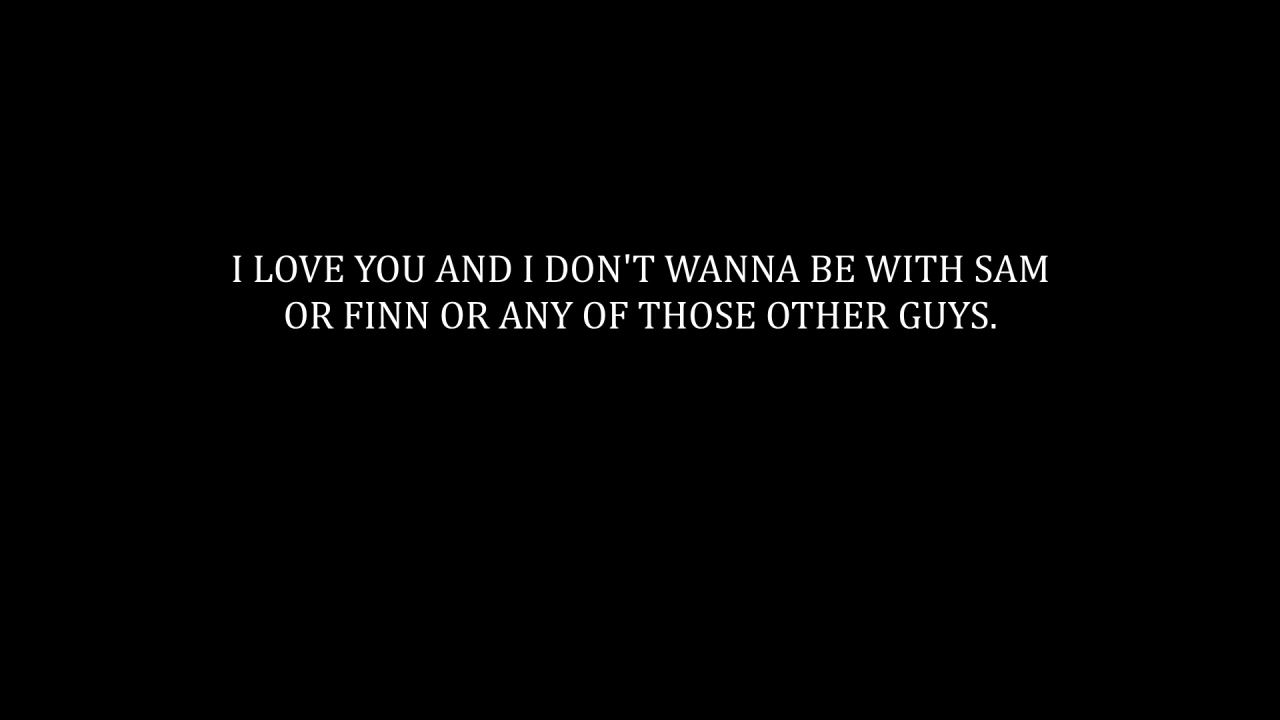 I LOVE YOU AND I DON'T WANNA BE WITH SAM
OR FINN OR ANY OF THOSE OTHER GUYS.